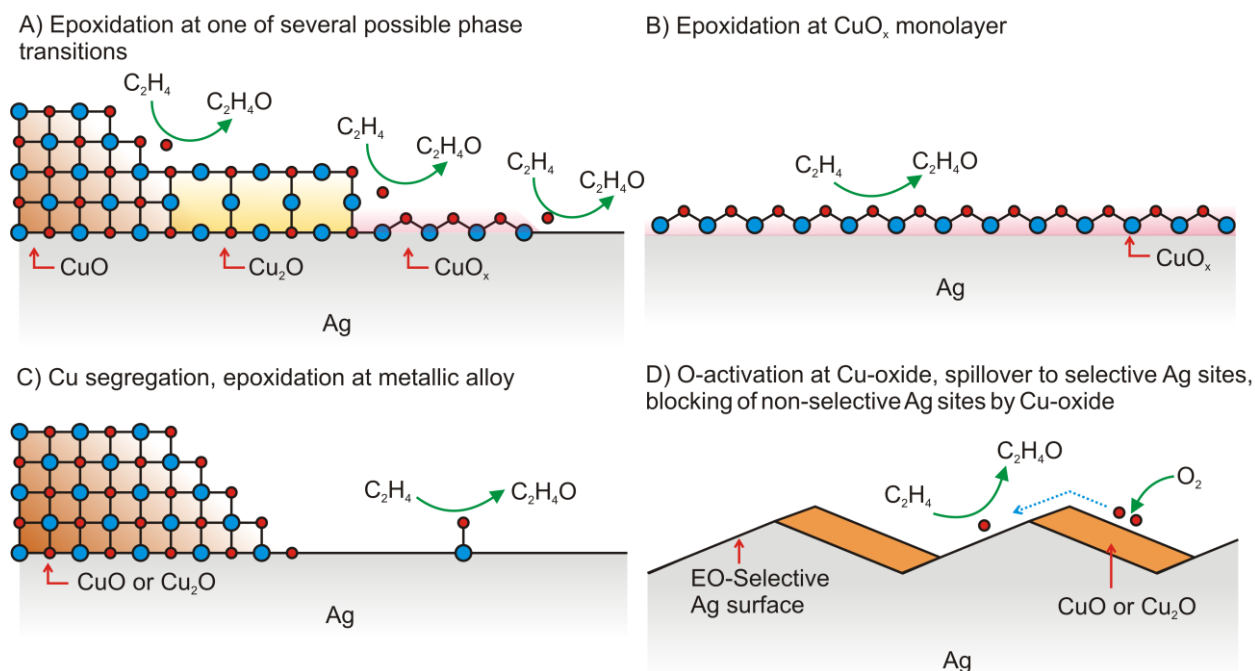 A) Epoxidation at one of several possible phase
transitions
C₂H₄
C₂H₄O
C₂H₄
C₂H₄O
C₂H₄
C₂H₄O
CuO
Cu₂O
CuOₓ
Ag
B) Epoxidation at CuOₓ monolayer
C₂H₄
C₂H₄O
CuOₓ
Ag
C) Cu segregation, epoxidation at metallic alloy
C₂H₄
C₂H₄O
CuO or Cu₂O
Ag
D) O-activation at Cu-oxide, spillover to selective Ag sites,
blocking of non-selective Ag sites by Cu-oxide
C₂H₄O
C₂H₄
O₂
EO-Selective
Ag surface
CuO or Cu₂O
Ag